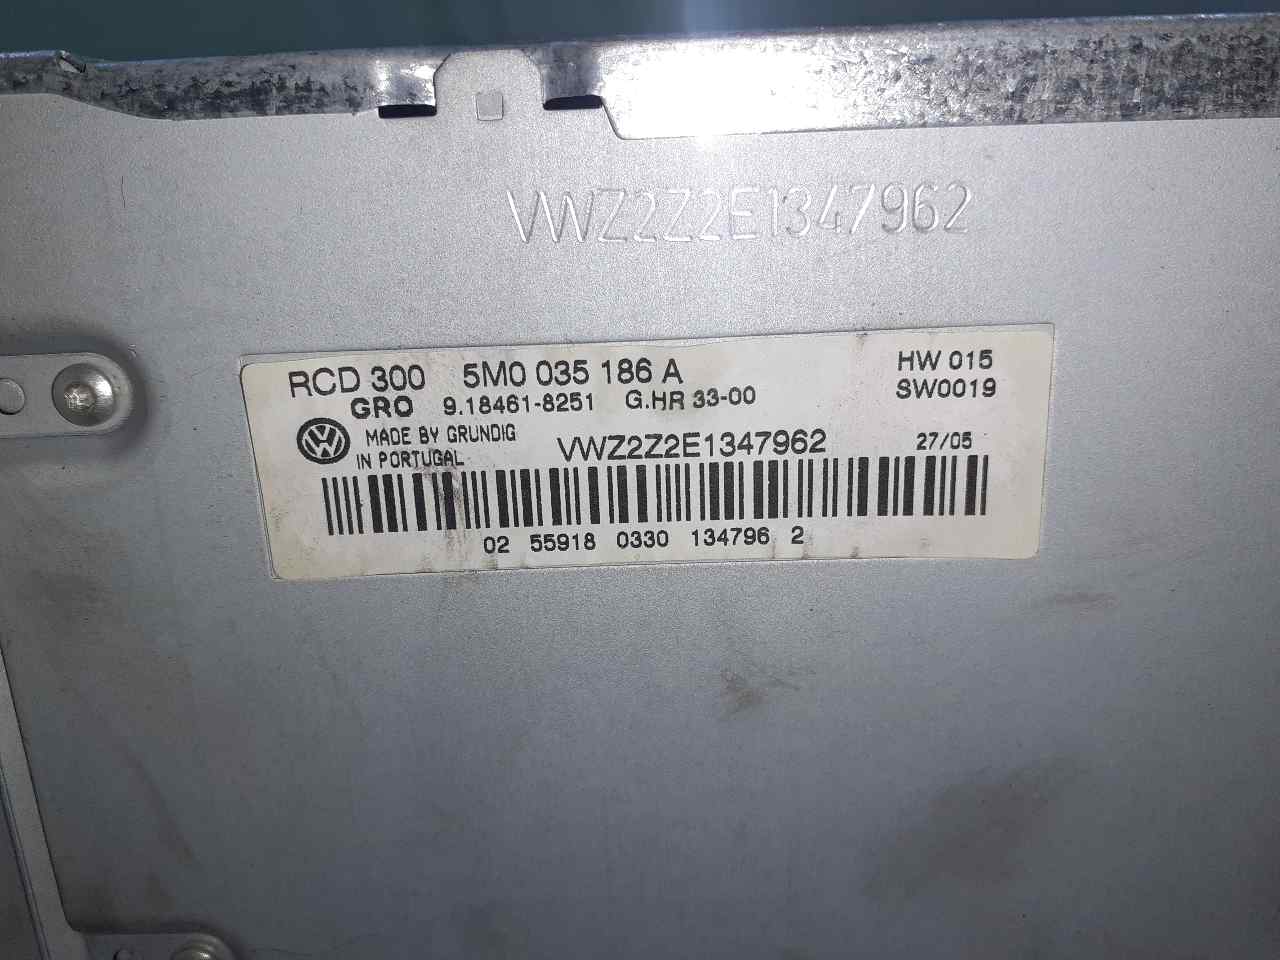 VWZ2Z2E1347962
RCD 300 5M0 035 186 A HW 015
GRO 9.18461-8251 G.HR 33-00 SW0019
MADE BY GRUNDIG VWZ2Z2E1347962 27/05
IN PORTUGAL
02 55918 0330 134796 2